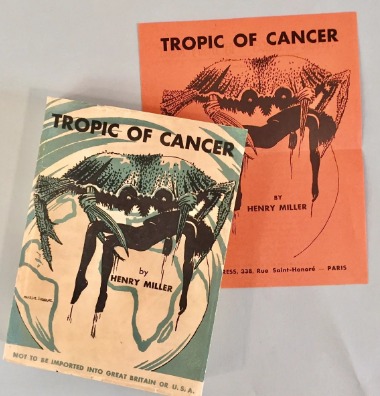 TROPIC OF CANCER
by
HENRY MILLER
NOT TO BE IMPORTED INTO GREAT BRITAIN OR U.S.A.
TROPIC OF CANCER
BY
HENRY MILLER
RESS, 338, Rue Saint-Honoré — PARIS